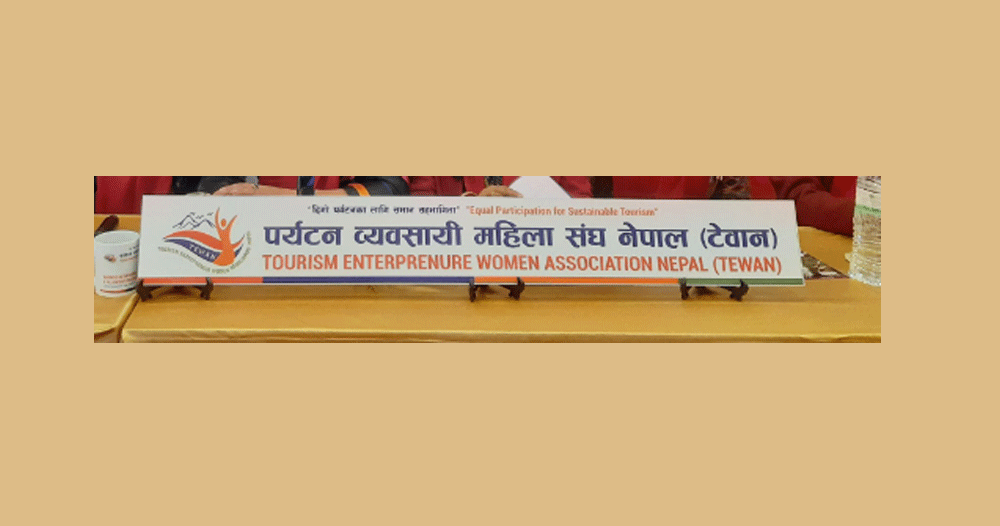 "दिगो पर्यटनका लागि समान सहभागिता" "Equal Participation for Sustainable Tourism"
पर्यटन व्यवसायी महिला संघ नेपाल (टेवान)
TOURISM ENTERPRENURE WOMEN ASSOCIATION NEPAL (TEWAN)
TEWAN